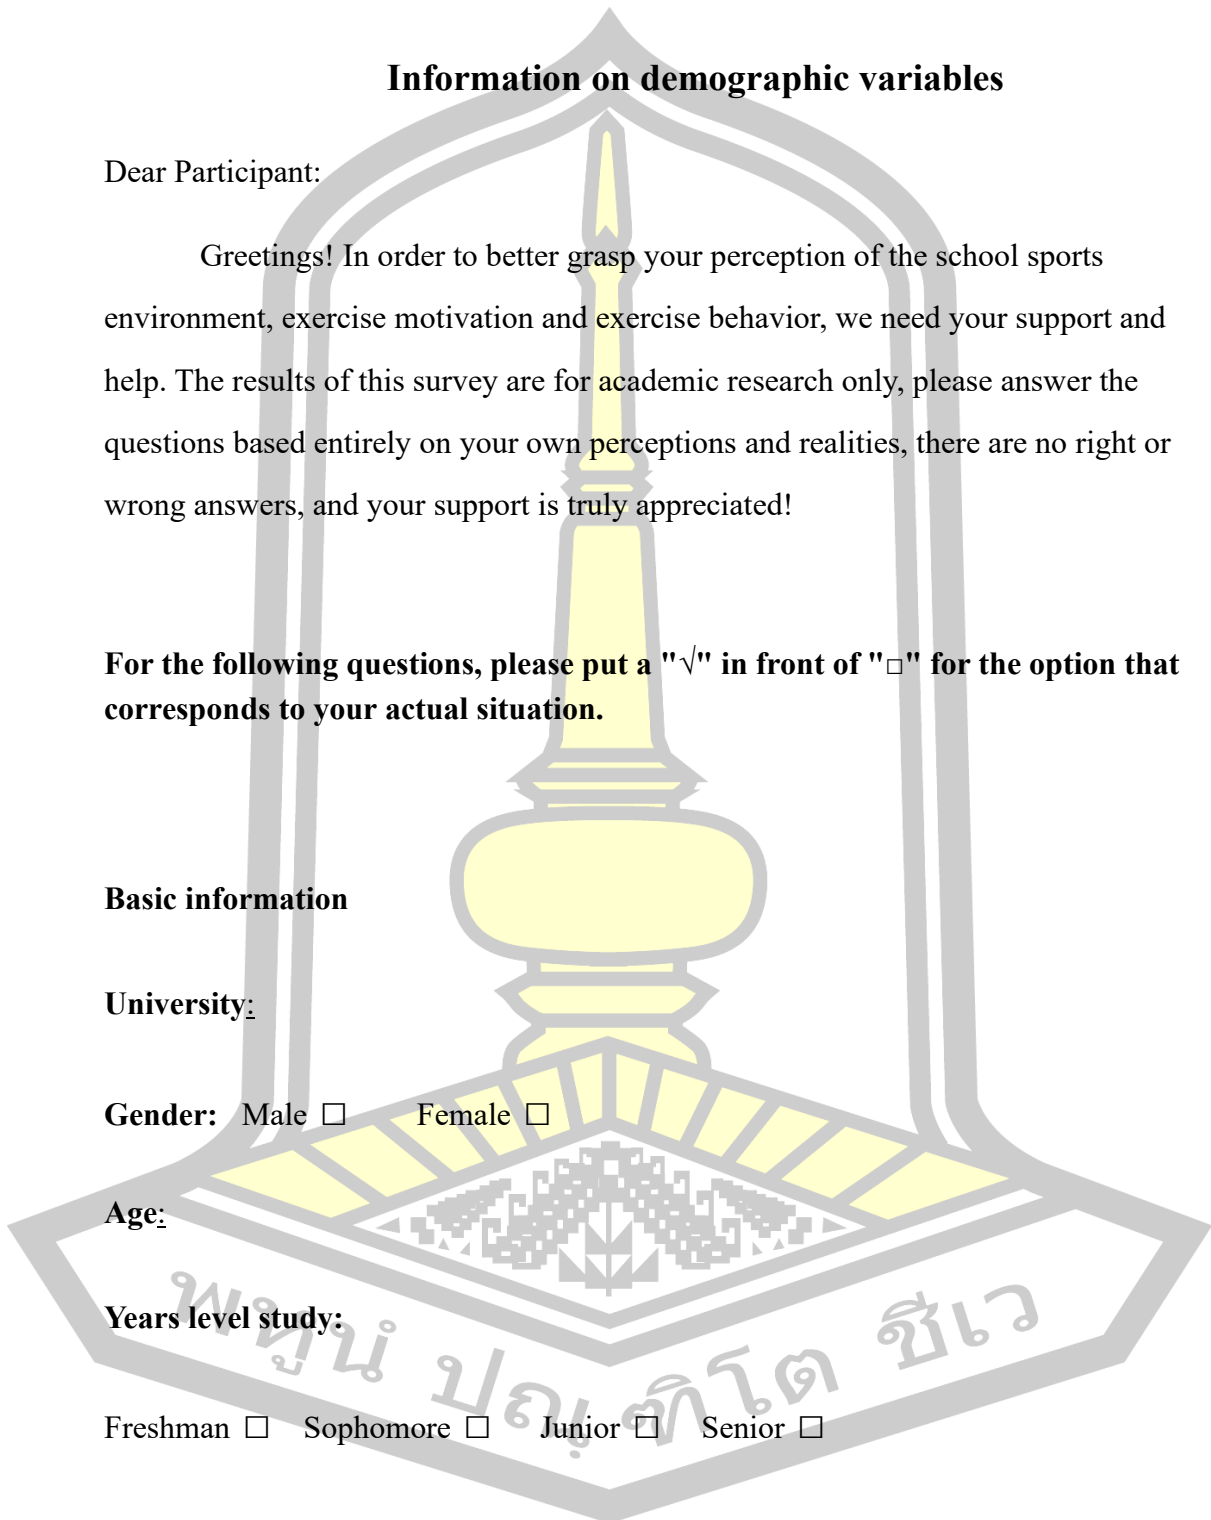 Information on demographic variables
Dear Participant:
Greetings! In order to better grasp your perception of the school sports
environment, exercise motivation and exercise behavior, we need your support and
help. The results of this survey are for academic research only, please answer the
questions based entirely on your own perceptions and realities, there are no right or
wrong answers, and your support is truly appreciated!
For the following questions, please put a "√" in front of "□" for the option that
corresponds to your actual situation.
Basic information
University:
Gender: Male □ Female □
Age:
Years level study:
Freshman □ Sophomore □ Junior □ Senior □
พหูนํ ปณฺฑิโต ชีเว